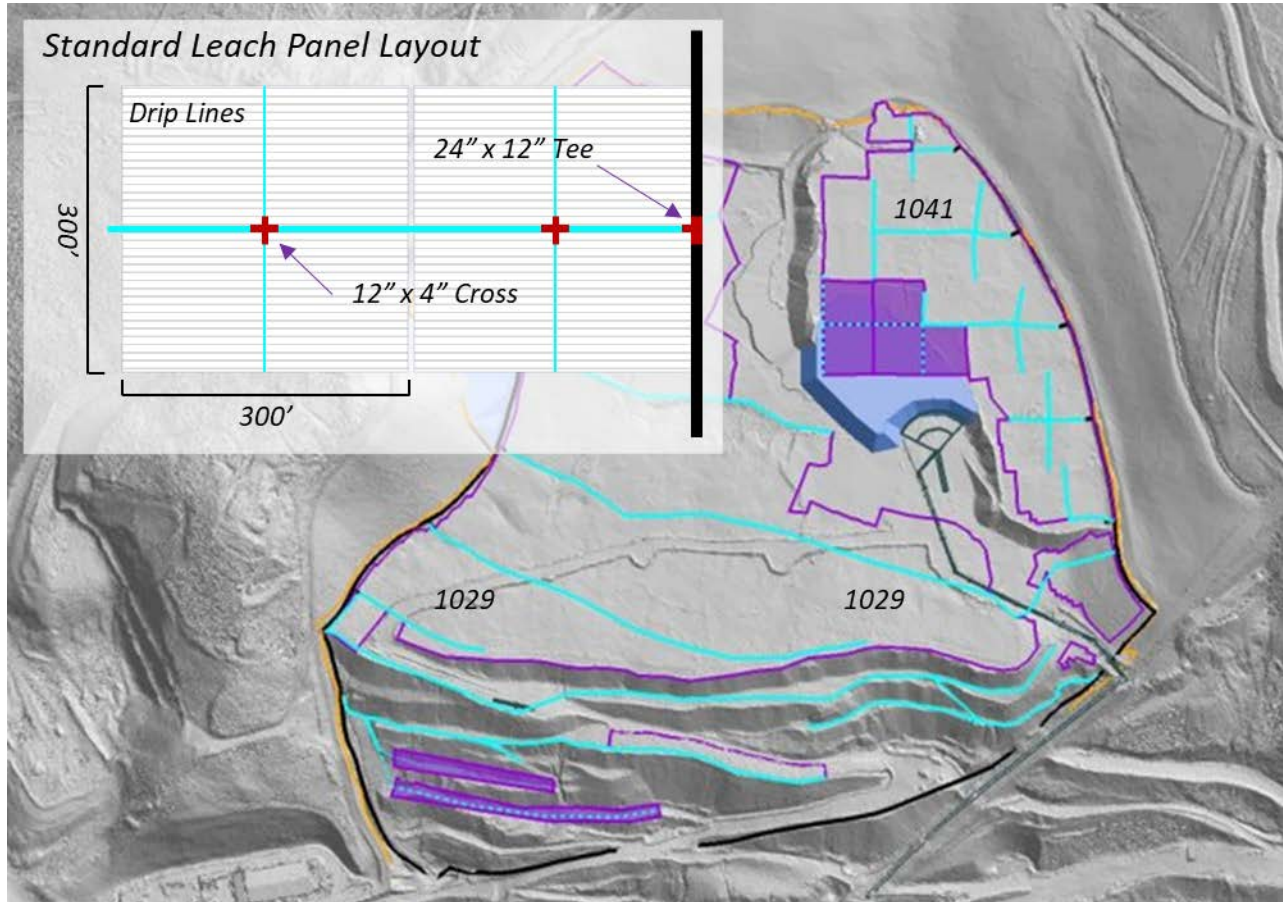 Standard Leach Panel Layout
Drip Lines
24” x 12” Tee
300’
12” x 4” Cross
300’
1041
1029
1029